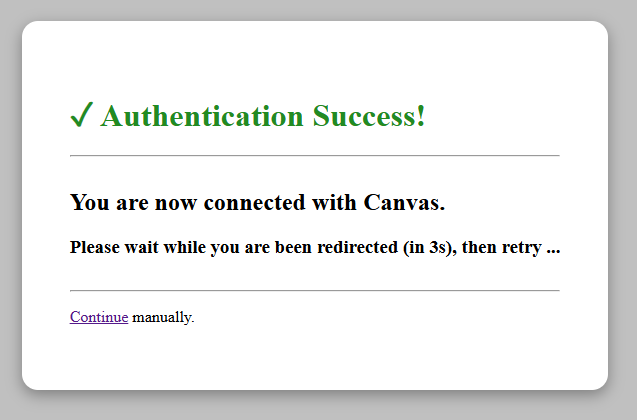 ✓ Authentication Success!
You are now connected with Canvas.
Please wait while you are been redirected (in 3s), then retry ...
Continue manually.